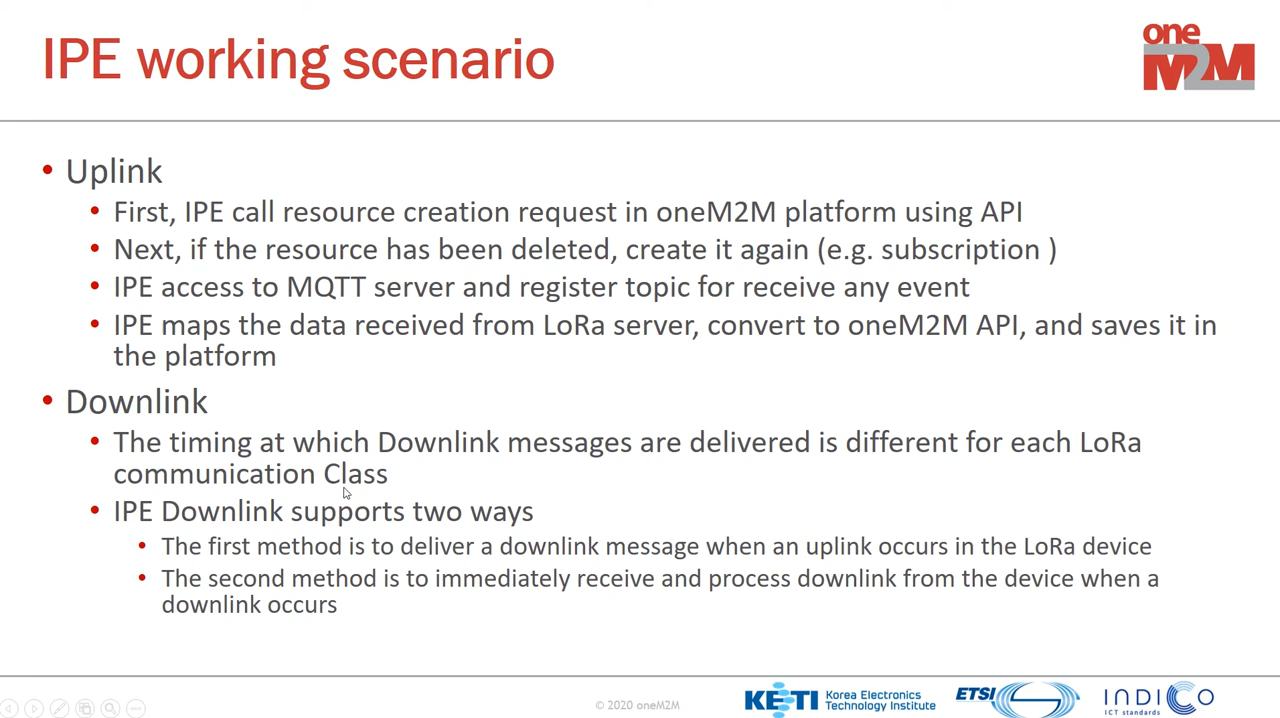 IPE working scenario
one
M2M
• Uplink
• First, IPE call resource creation request in oneM2M platform using API
• Next, if the resource has been deleted, create it again (e.g. subscription )
• IPE access to MQTT server and register topic for receive any event
• IPE maps the data received from LoRa server, convert to oneM2M API, and saves it in
the platform
• Downlink
• The timing at which Downlink messages are delivered is different for each LoRa
communication Class
• IPE Downlink supports two ways
• The first method is to deliver a downlink message when an uplink occurs in the LoRa device
• The second method is to immediately receive and process downlink from the device when a
downlink occurs
© 2020 oneM2M
KETI Korea Electronics
Technology Institute
ETSI
INDICO
ICT standards